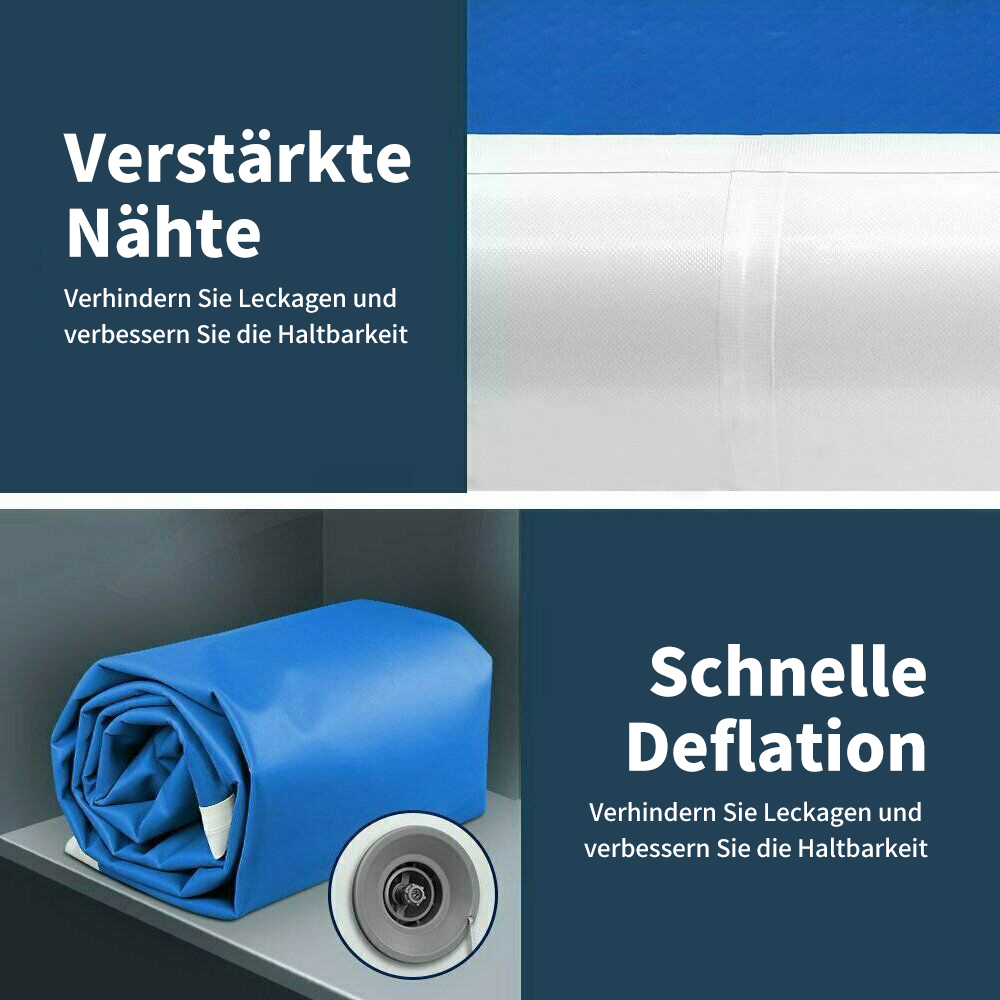 Verstärkte
Nähte
Verhindern Sie Leckagen und
verbessern Sie die Haltbarkeit
Schnelle
Deflation
Verhindern Sie Leckagen und
verbessern Sie die Haltbarkeit